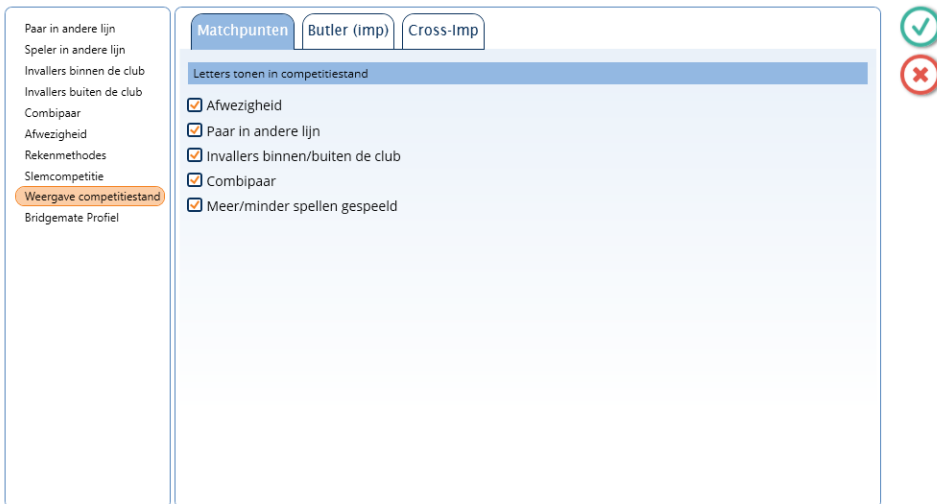 Paar in andere lijn
Speler in andere lijn
Invallers binnen de club
Invallers buiten de club
Combipaar
Afwezigheid
Rekenmethodes
Slemcompetitie
Weergave competitiestand
Bridgemate Profiel
Matchpunten
Butler (imp)
Cross-Imp
Letters tonen in competitiestand
Afwezigheid
Paar in andere lijn
Invallers binnen/buiten de club
Combipaar
Meer/minder spellen gespeeld